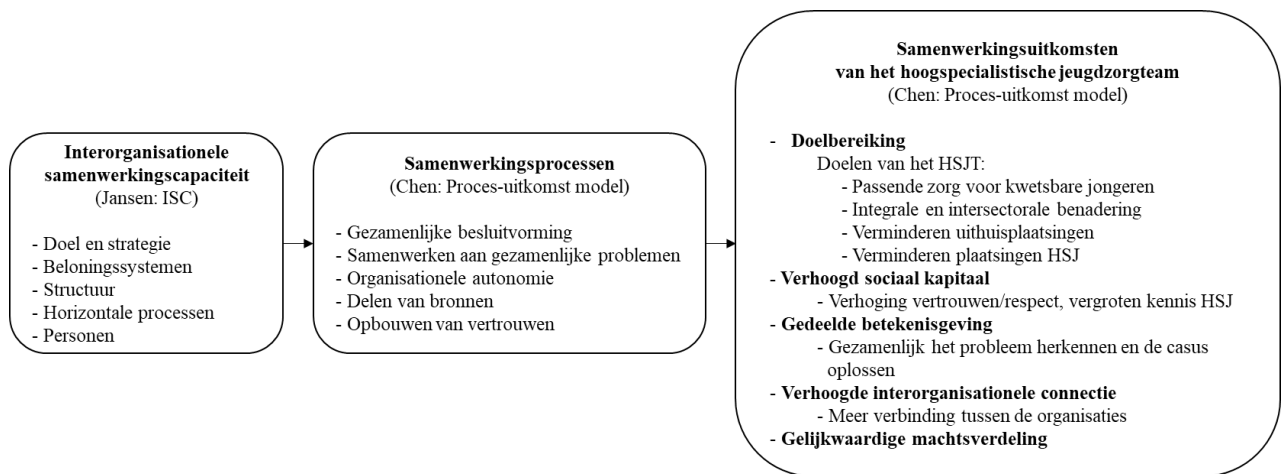 Interorganisationele
samenwerkingscapaciteit
(Jansen: ISC)
- Doel en strategie
- Beloningssystemen
- Structuur
- Horizontale processen
- Personen
Samenwerkingsprocessen
(Chen: Proces-uitkomst model)
- Gezamenlijke besluitvorming
- Samenwerken aan gezamenlijke problemen
- Organisationele autonomie
- Delen van bronnen
- Opbouwen van vertrouwen
Samenwerkingsuitkomsten
van het hoogspecialistische jeugdzorgteam
(Chen: Proces-uitkomst model)
- Doelbereiking
Doelen van het HSJT:
- Passende zorg voor kwetsbare jongeren
- Integrale en intersectorale benadering
- Verminderen uithuisplaatsingen
- Verminderen plaatsingen HSJ
- Verhoogd sociaal kapitaal
- Verhoging vertrouwen/respect, vergroten kennis HSJ
- Gedeelde betekenisgeving
- Gezamenlijk het probleem herkennen en de casus
oplossen
- Verhoogde interorganisationele connectie
- Meer verbinding tussen de organisaties
- Gelijkwaardige machtsverdeling